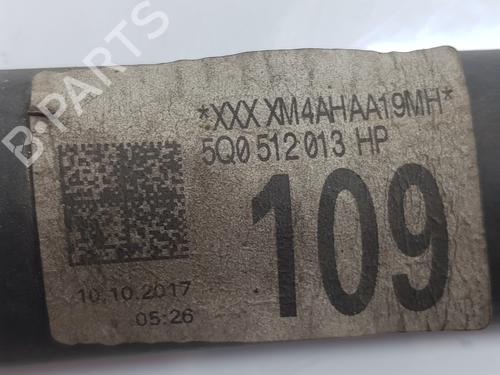 *XXX XM4AHAA19MH*
5Q0 512 013 HP
109
10.10.2017
05:26
B-PARTS